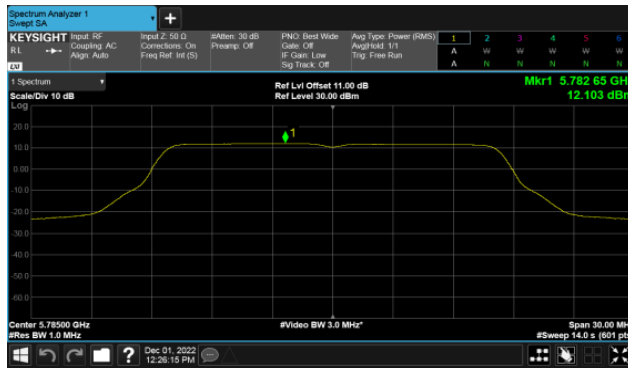 Spectrum Analyzer 1
Swept SA
+
KEYSIGHT Input: RF Input Z: 50 Ω #Atten: 30 dB PNO: Best Wide Avg Type: Power (RMS) 1 2 3 4 5 6
RL Coupling: AC Corrections: On Preamp: Off Gate: Off Avg|Hold: 1/1 A W W W W W
Align: Auto Freq Ref: Int (S) IF Gain: Low Trig: Free Run
LXI Sig Track: Off A N N N N N
1 Spectrum Ref Lvl Offset 11.00 dB Mkr1 5.782 65 GH
Scale/Div 10 dB Ref Level 30.00 dBm 12.103 dBm
Log
1
20.0
10.0
0.00
-10.0
-20.0
-30.0
-40.0
-50.0
-60.0
Center 5.78500 GHz #Video BW 3.0 MHz* Span 30.00 MH
#Res BW 1.0 MHz #Sweep 14.0 s (601 pts
? Dec 01, 2022
12:26:15 PM